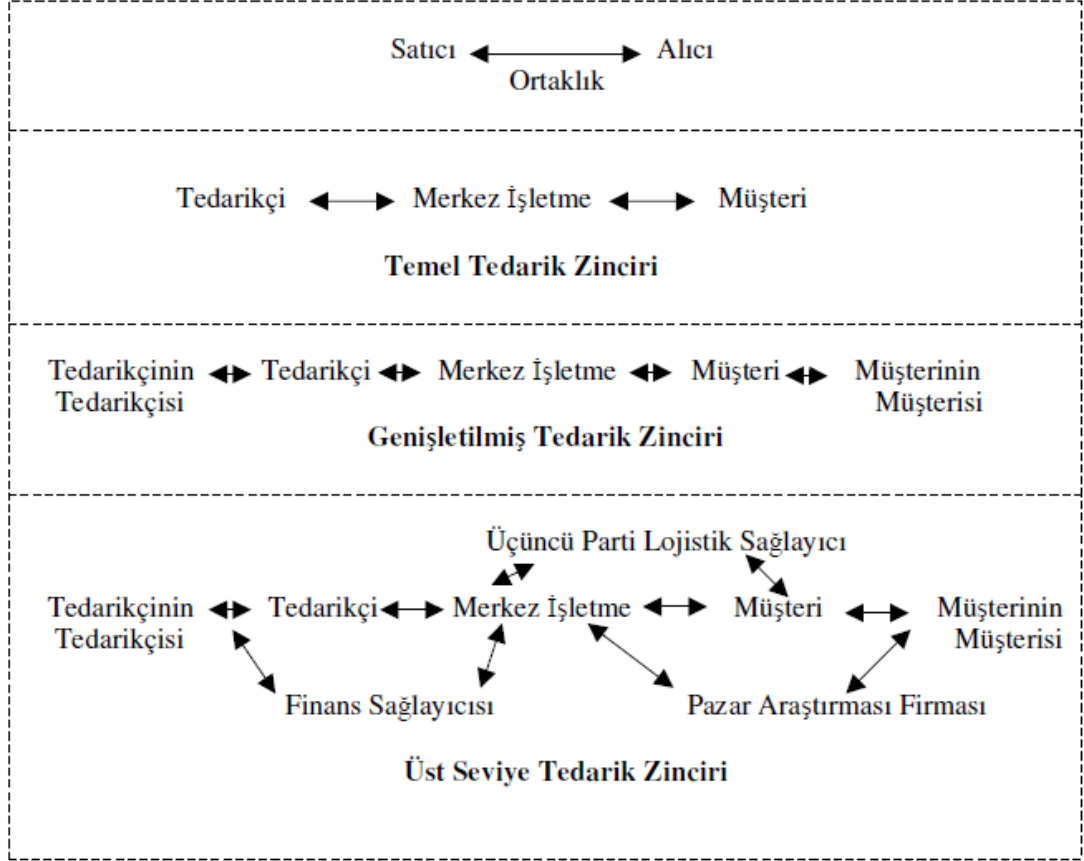 Satıcı Alıcı
Ortaklık
Tedarikçi Merkez İşletme Müşteri
Temel Tedarik Zinciri
Tedarikçinin Tedarikçi Merkez İşletme Müşteri Müşterinin
Tedarikçisi Müşterisi
Genişletilmiş Tedarik Zinciri
Üçüncü Parti Lojistik Sağlayıcı
Tedarikçinin Tedarikçi Merkez İşletme Müşteri Müşterinin
Tedarikçisi Müşterisi
Finans Sağlayıcısı Pazar Araştırması Firması
Üst Seviye Tedarik Zinciri